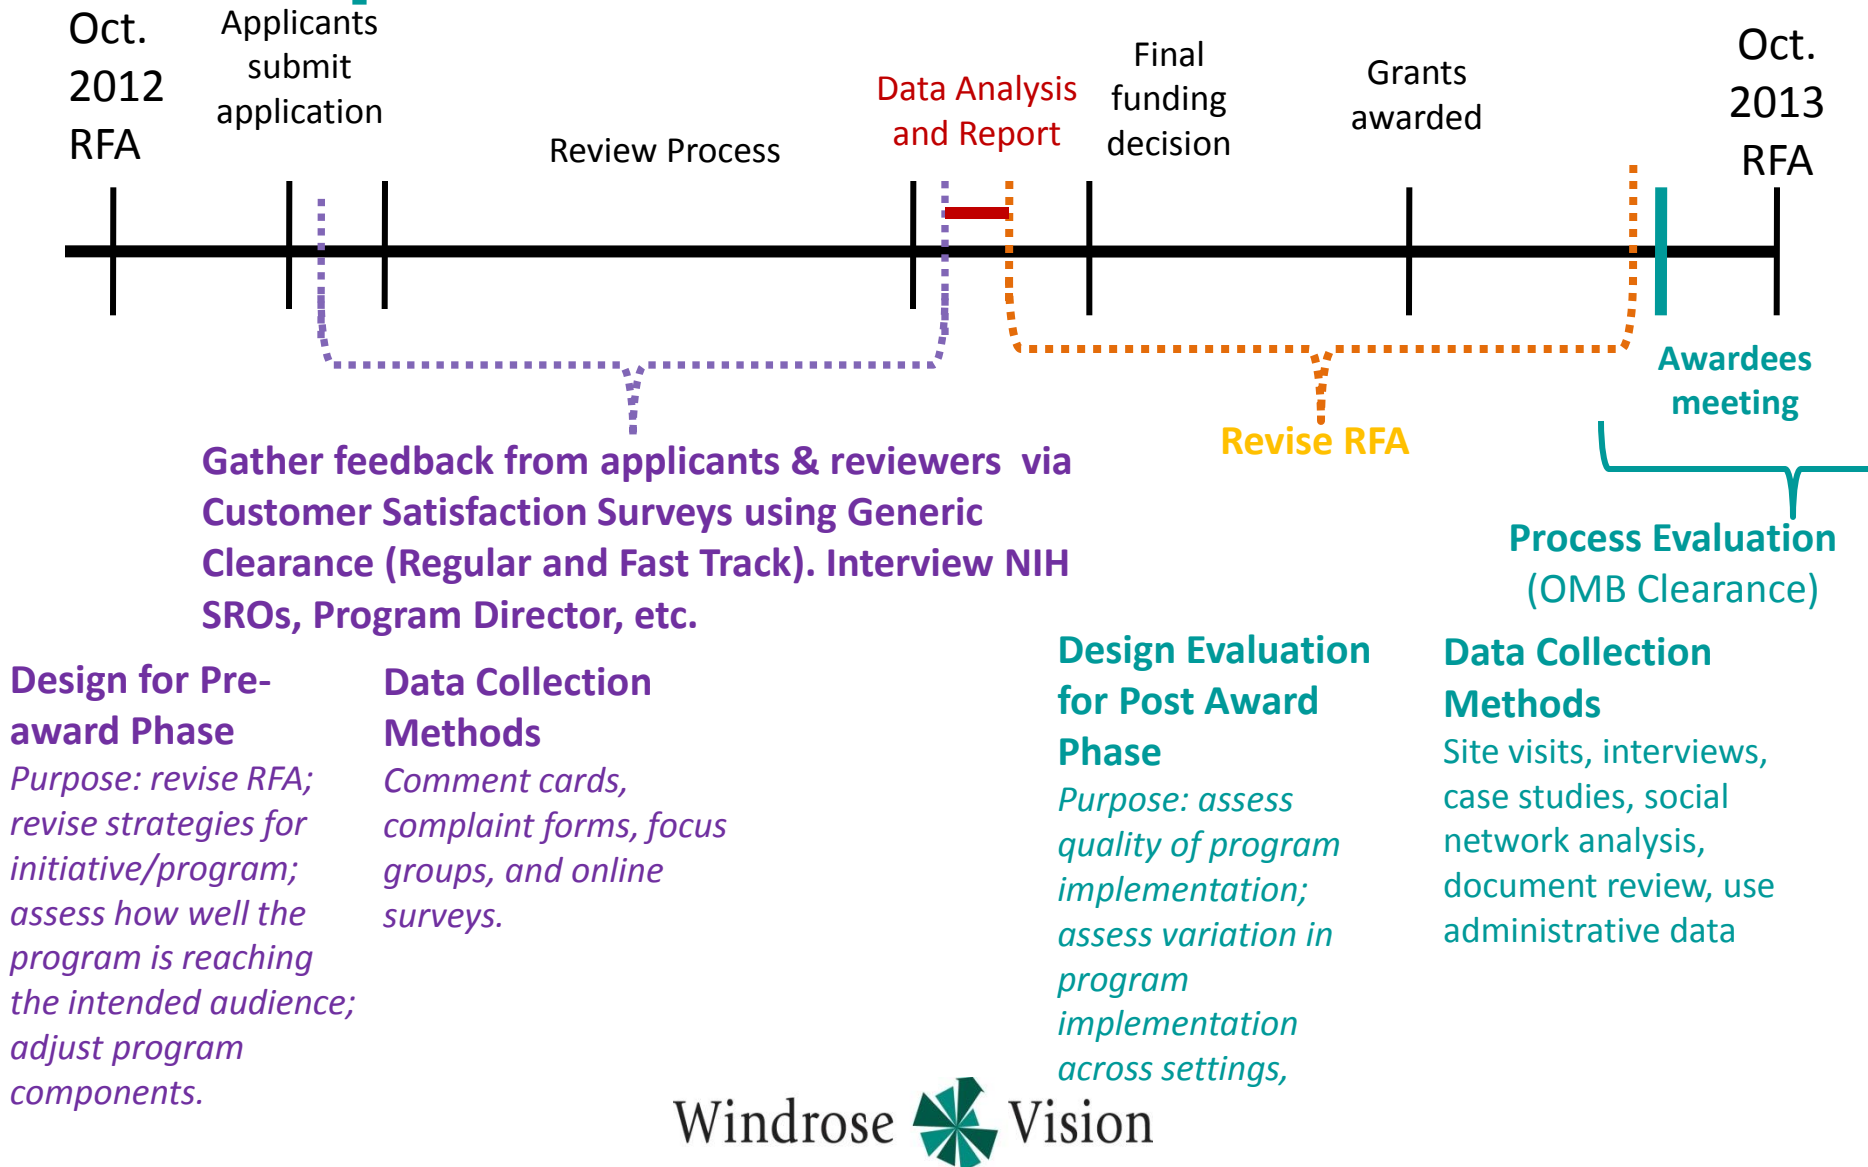 Oct.
2012
RFA
Applicants
submit
application
Review Process
Data Analysis
and Report
Final
funding
decision
Grants
awarded
Oct.
2013
RFA
Awardees
meeting
Revise RFA
Gather feedback from applicants & reviewers via
Customer Satisfaction Surveys using Generic
Clearance (Regular and Fast Track). Interview NIH
SROs, Program Director, etc.
Process Evaluation
(OMB Clearance)
Design for Pre-
award Phase
Purpose: revise RFA;
revise strategies for
initiative/program;
assess how well the
program is reaching
the intended audience;
adjust program
components.
Data Collection
Methods
Comment cards,
complaint forms, focus
groups, and online
surveys.
Design Evaluation
for Post Award
Phase
Purpose: assess
quality of program
implementation;
assess variation in
program
implementation
across settings,
Data Collection
Methods
Site visits, interviews,
case studies, social
network analysis,
document review, use
administrative data
Windrose Vision